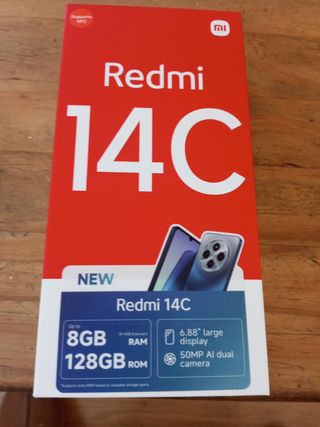 Supports
NFC
mi
Redmi
14C
NEW
Redmi 14C
Up to
8GB RAM
128GB ROM
6.88" large
display
50MP AI dual
camera